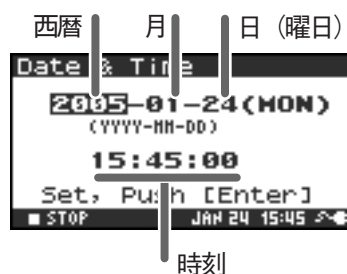 西暦 月 日（曜日）
Date & Time
2005-01-24(MON)
(YYYY-MM-DD)
15:45:00
Set, Push [Enter]
■ STOP JAN 24 15:45
時刻